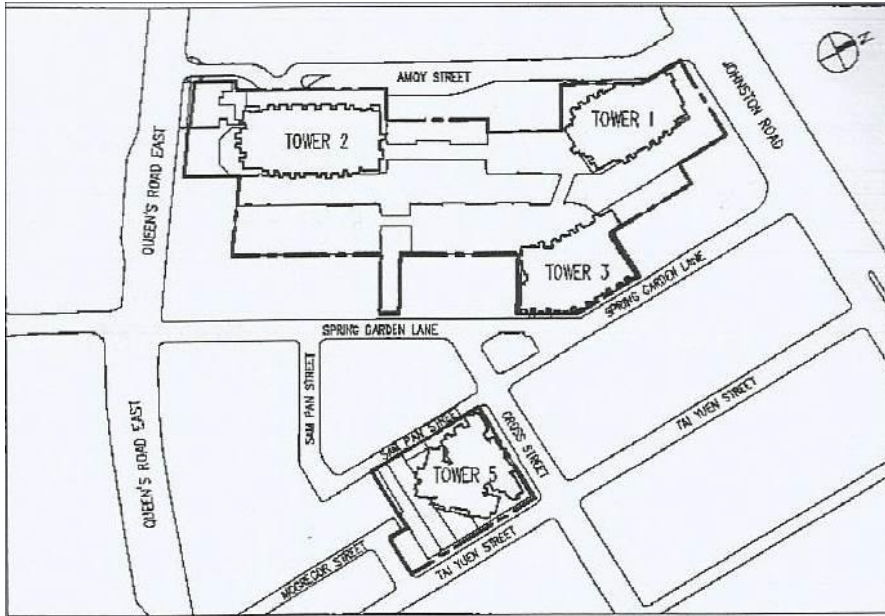 AMOY STREET
N
JOHNSTON ROAD
TOWER 2
TOWER 1
QUEEN'S ROAD EAST
TOWER 3
SPRING GARDEN LANE
SPRING GARDEN LANE
SAM PAN STREET
SAM PAN STREET
CROSS STREET
TAI YUEN STREET
QUEEN'S ROAD EAST
TOWER 5
MCGREGOR STREET
TAI YUEN STREET